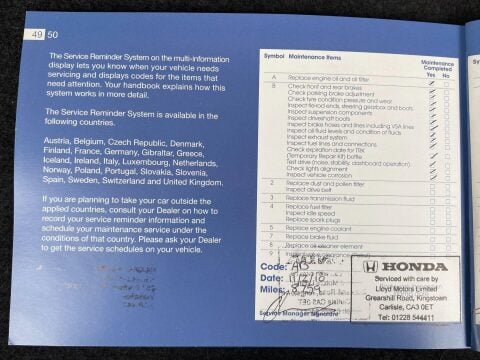 49 50
The Service Reminder System on the multi-information
display lets you know when your vehicle needs
servicing and displays codes for the items that
need attention. Your handbook explains how this
system works in more detail.
The Service Reminder System is available in the
following countries.
Austria, Belgium, Czech Republic, Denmark,
Finland, France, Germany, Gibraltar, Greece,
Iceland, Ireland, Italy, Luxembourg, Netherlands,
Norway, Poland, Portugal, Slovakia, Slovenia,
Spain, Sweden, Switzerland and United Kingdom.
If you are planning to take your car outside the
applied countries, consult your Dealer on how to
record your service reminder information and
schedule your maintenance service under the
conditions of that country. Please ask your Dealer
to get the service schedules on your vehicle.
Symbol Maintenance Items Maintenance
Completed
Yes No
A Replace engine oil and oil filter
B Check front and rear brakes
Check parking brake adjustment
Check tyre condition pressure and wear
Inspect tie-rod ends, steering gearbox and boots
Inspect suspension components
Inspect driveshaft boots
Inspect brake hoses and lines including VSA lines
Inspect all fluid levels and condition of fluids
Inspect exhaust system
Inspect fuel lines and connections
Check expiration date for TRK
(Temporary Repair Kit) bottle
Test drive (noise, stability, dashboard operation)
Check lights alignment
Inspect vehicle corrosion
2 Replace dust and pollen filter
Inspect drive belt
3 Replace transmission fluid
4 Replace fuel filter
Inspect idle speed
Replace spark plugs
5 Replace engine coolant
7 Replace brake fluid
8 Replace air cleaner element
9 Inspect valve clearance
Code: AB
Date:
Miles: 8759
Service Manager Signature
HONDA
Serviced with care by
Lloyd Motors Limited
Grearshill Road, Kingstown
Carlisle, CA3 0ET
Tel: 01228 544411